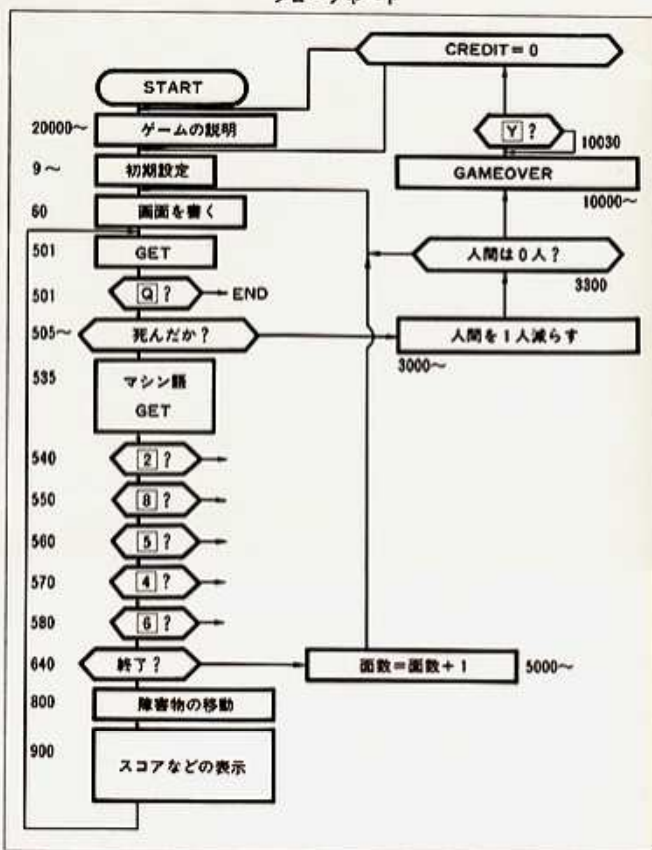 CREDIT=0
START
20000～ ゲームの説明
Y ?
10030
9～ 初期設定
GAMEOVER
10000～
60 画面を書く
501 GET
人間は0人?
3300
501 Q ? END
505～ 死んだか?
人間を1人減らす
3000～
535 マシン語
GET
540 2 ?
550 8 ?
560 5 ?
570 4 ?
580 6 ?
640 終了?
面数=面数+1 5000～
800 障害物の移動
900 スコアなどの表示